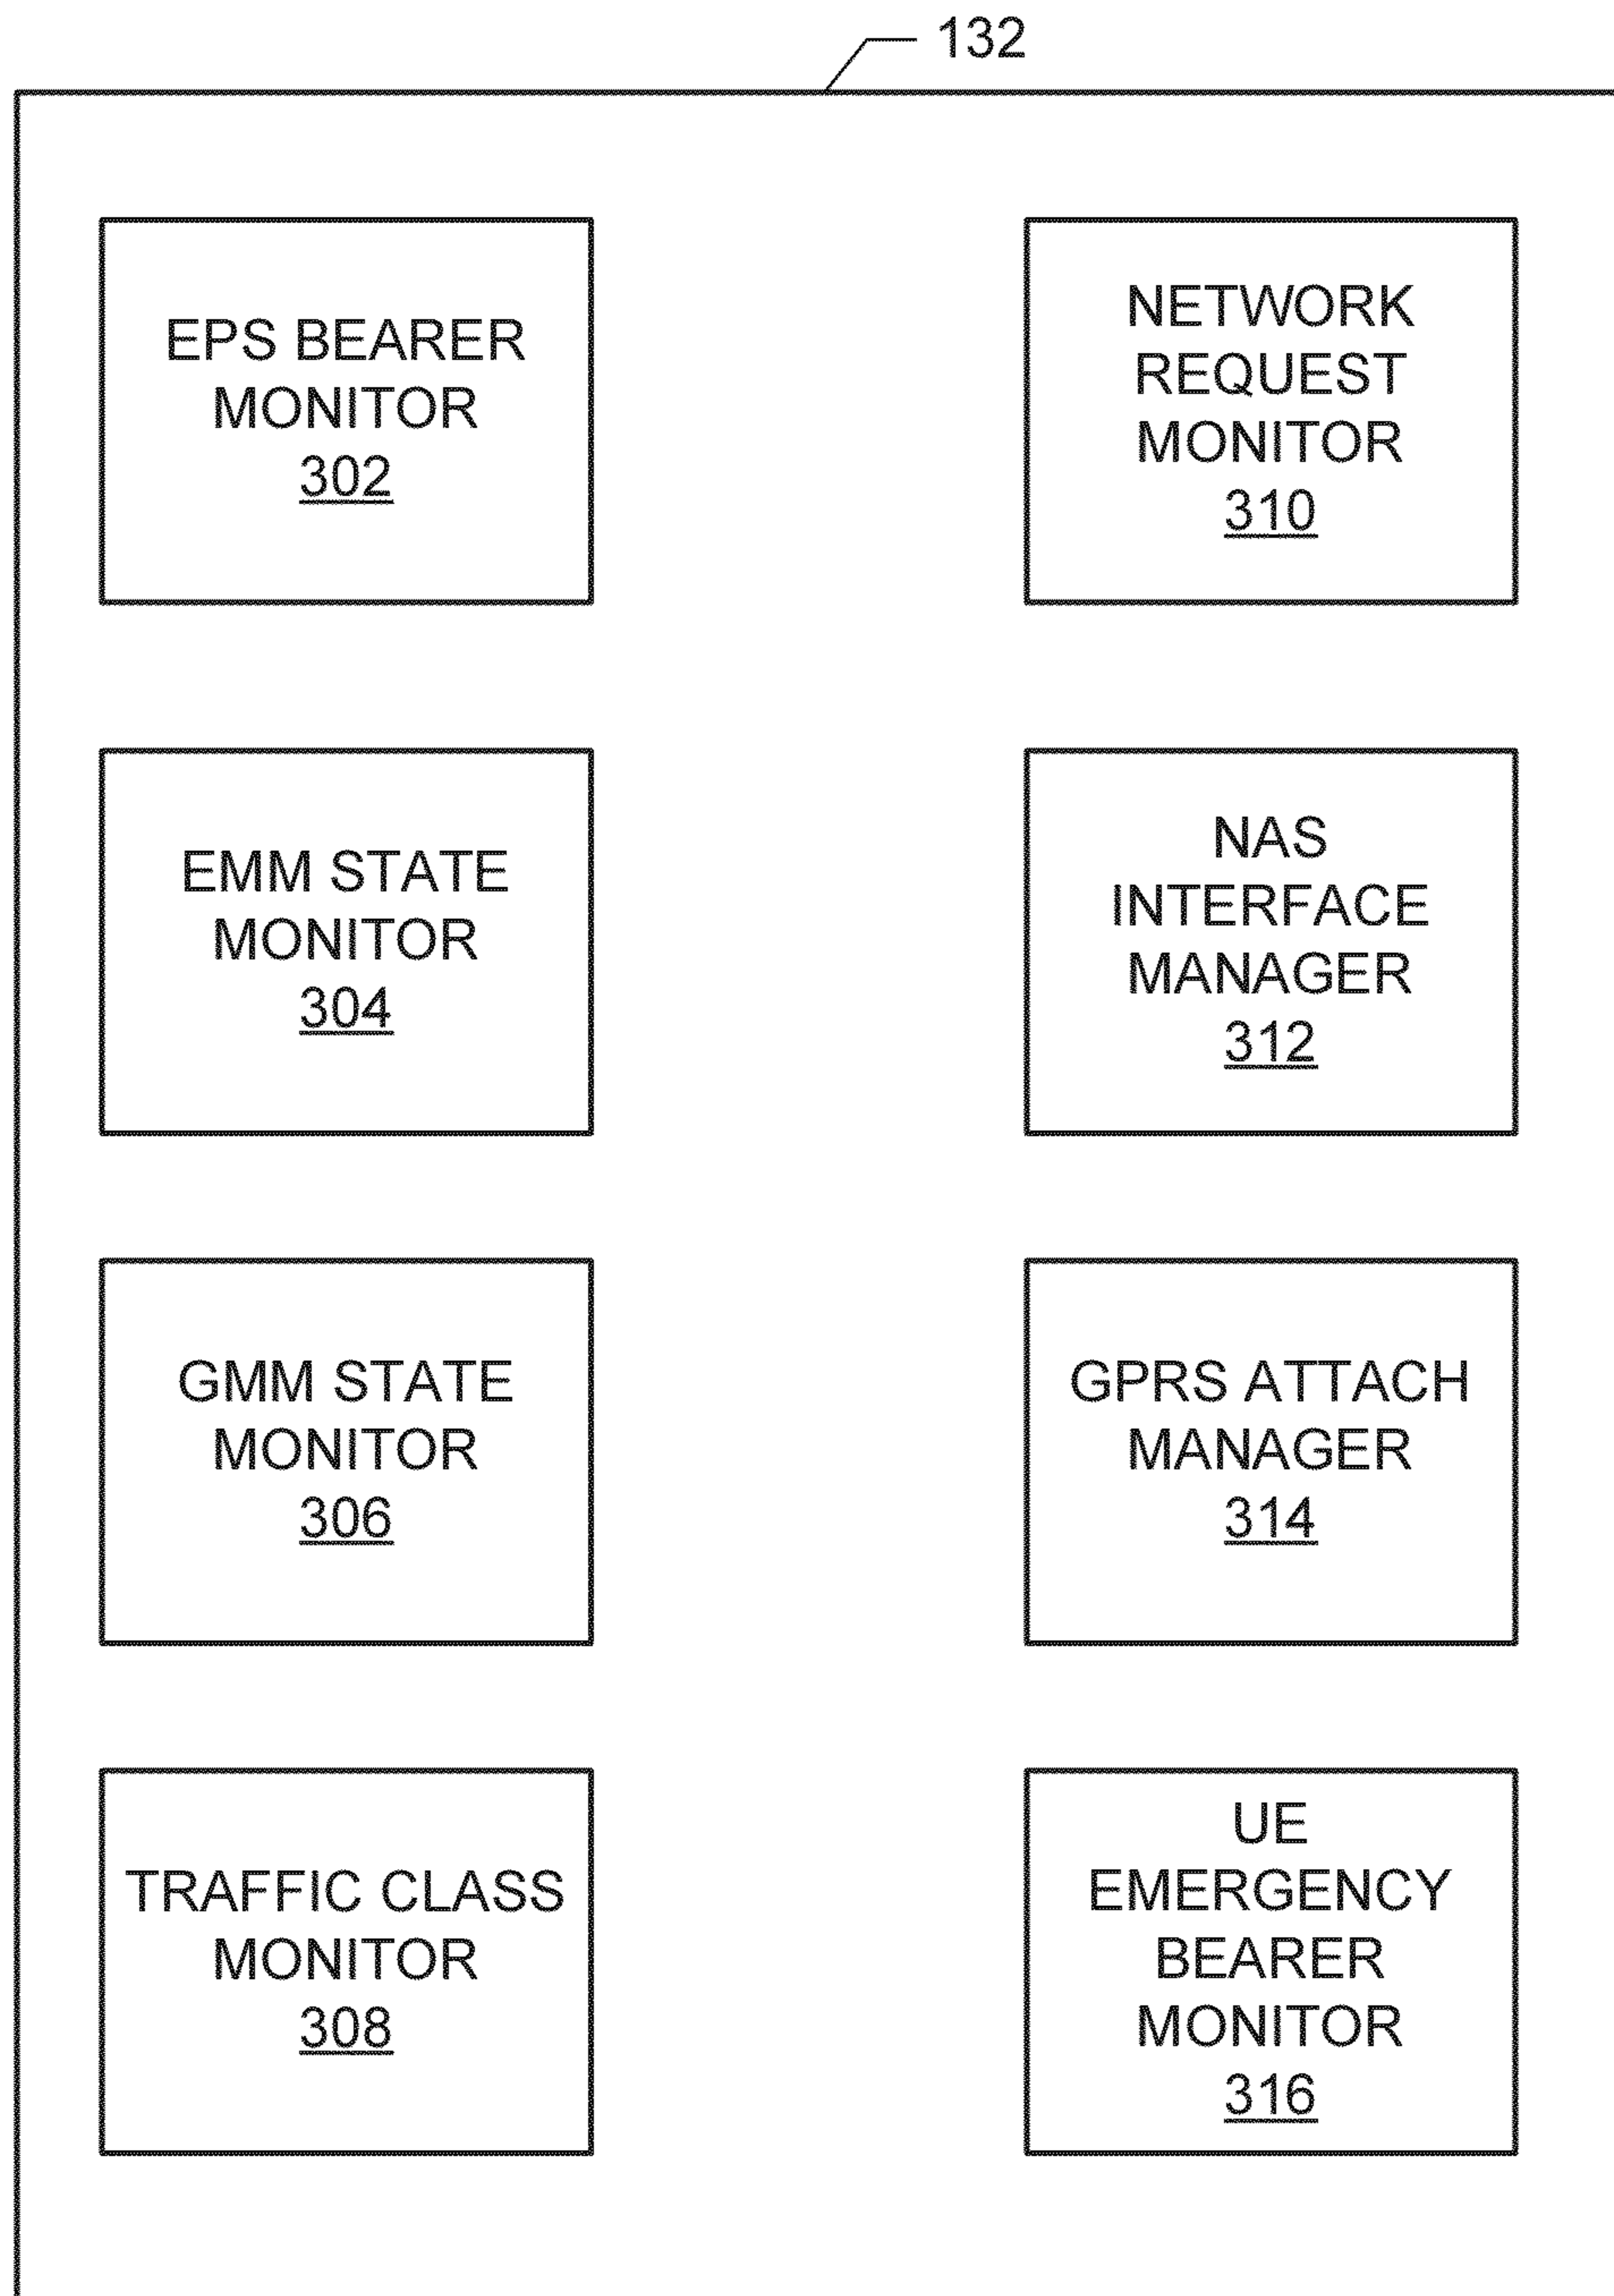 132
EPS BEARER
MONITOR
302
NETWORK
REQUEST
MONITOR
310
EMM STATE
MONITOR
304
NAS
INTERFACE
MANAGER
312
GMM STATE
MONITOR
306
GPRS ATTACH
MANAGER
314
TRAFFIC CLASS
MONITOR
308
UE
EMERGENCY
BEARER
MONITOR
316